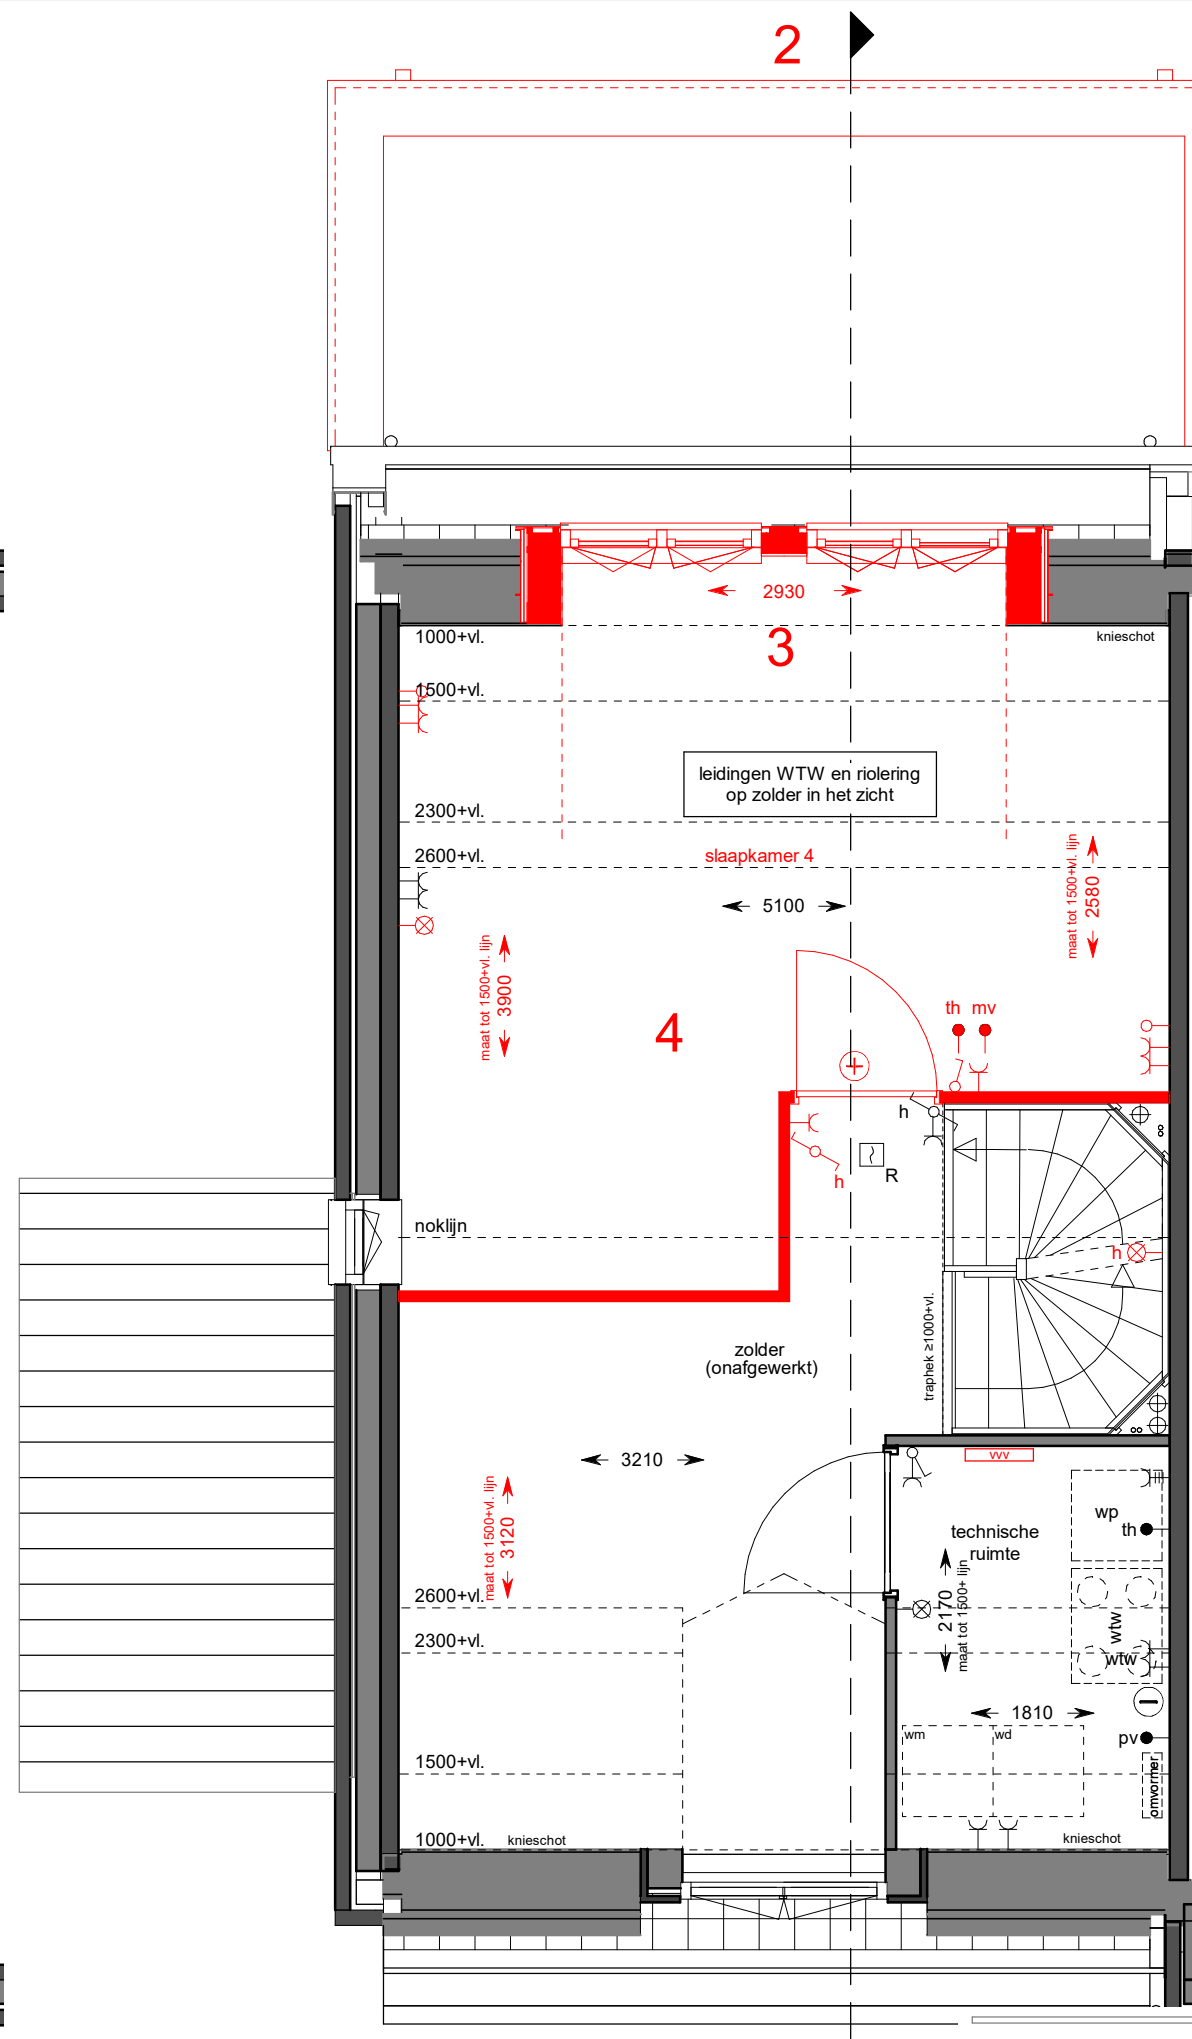 2
2930
3
1000+vl.
knieschot
1500+vl.
leidingen WTW en riolering
op zolder in het zicht
2300+vl.
2600+vl.
slaapkamer 4
5100
maat tot 1500+vl. lijn
2580
maat tot 1500+vl. lijn
3900
4
th mv
h
h
R
noklijn
h
traphek ≥1000+vl.
zolder
(onafgewerkt)
3210
vvv
maat tot 1500+vl. lijn
3120
wp
th
technische
ruimte
2170
maat tot 1500+ lijn
wtw
wtw
2600+vl.
2300+vl.
1810
wm
wd
pv
omvormer
1500+vl.
1000+vl.
knieschot
knieschot